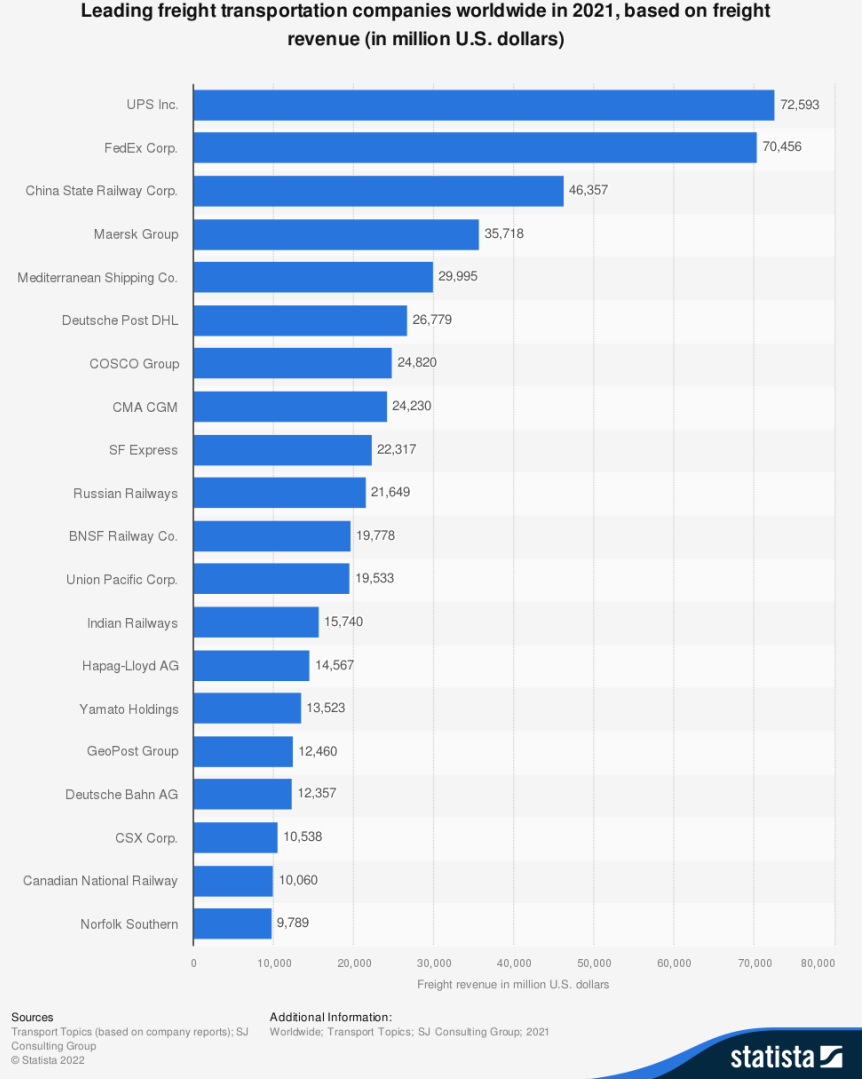 Leading freight transportation companies worldwide in 2021, based on freight
revenue (in million U.S. dollars)
UPS Inc. 72,593
FedEx Corp. 70,456
China State Railway Corp. 46,357
Maersk Group 35,718
Mediterranean Shipping Co. 29,995
Deutsche Post DHL 26,779
COSCO Group 24,820
CMA CGM 24,230
SF Express 22,317
Russian Railways 21,649
BNSF Railway Co. 19,778
Union Pacific Corp. 19,533
Indian Railways 15,740
Hapag-Lloyd AG 14,567
Yamato Holdings 13,523
GeoPost Group 12,460
Deutsche Bahn AG 12,357
CSX Corp. 10,538
Canadian National Railway 10,060
Norfolk Southern 9,789
0 10,000 20,000 30,000 40,000 50,000 60,000 70,000 80,000
Freight revenue in million U.S. dollars
Sources
Transport Topics (based on company reports); SJ
Consulting Group
© Statista 2022
Additional Information:
Worldwide; Transport Topics; SJ Consulting Group; 2021
statista